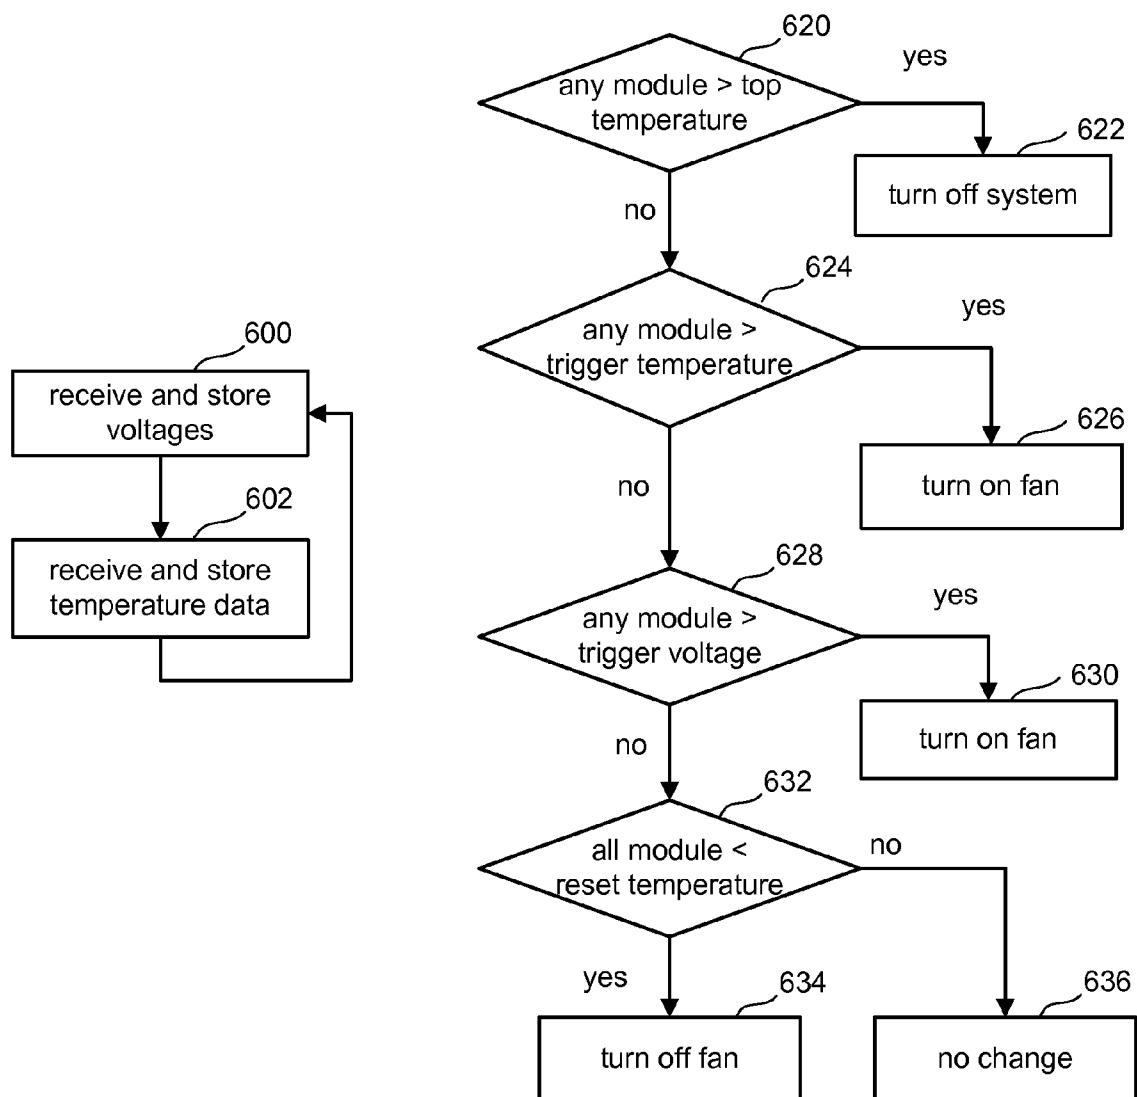 600
receive and store
voltages
602
receive and store
temperature data
620
any module > top
temperature
yes
622
turn off system
no
624
any module >
trigger temperature
yes
626
turn on fan
no
628
any module >
trigger voltage
yes
630
turn on fan
no
632
all module <
reset temperature
no
yes
634
turn off fan
636
no change